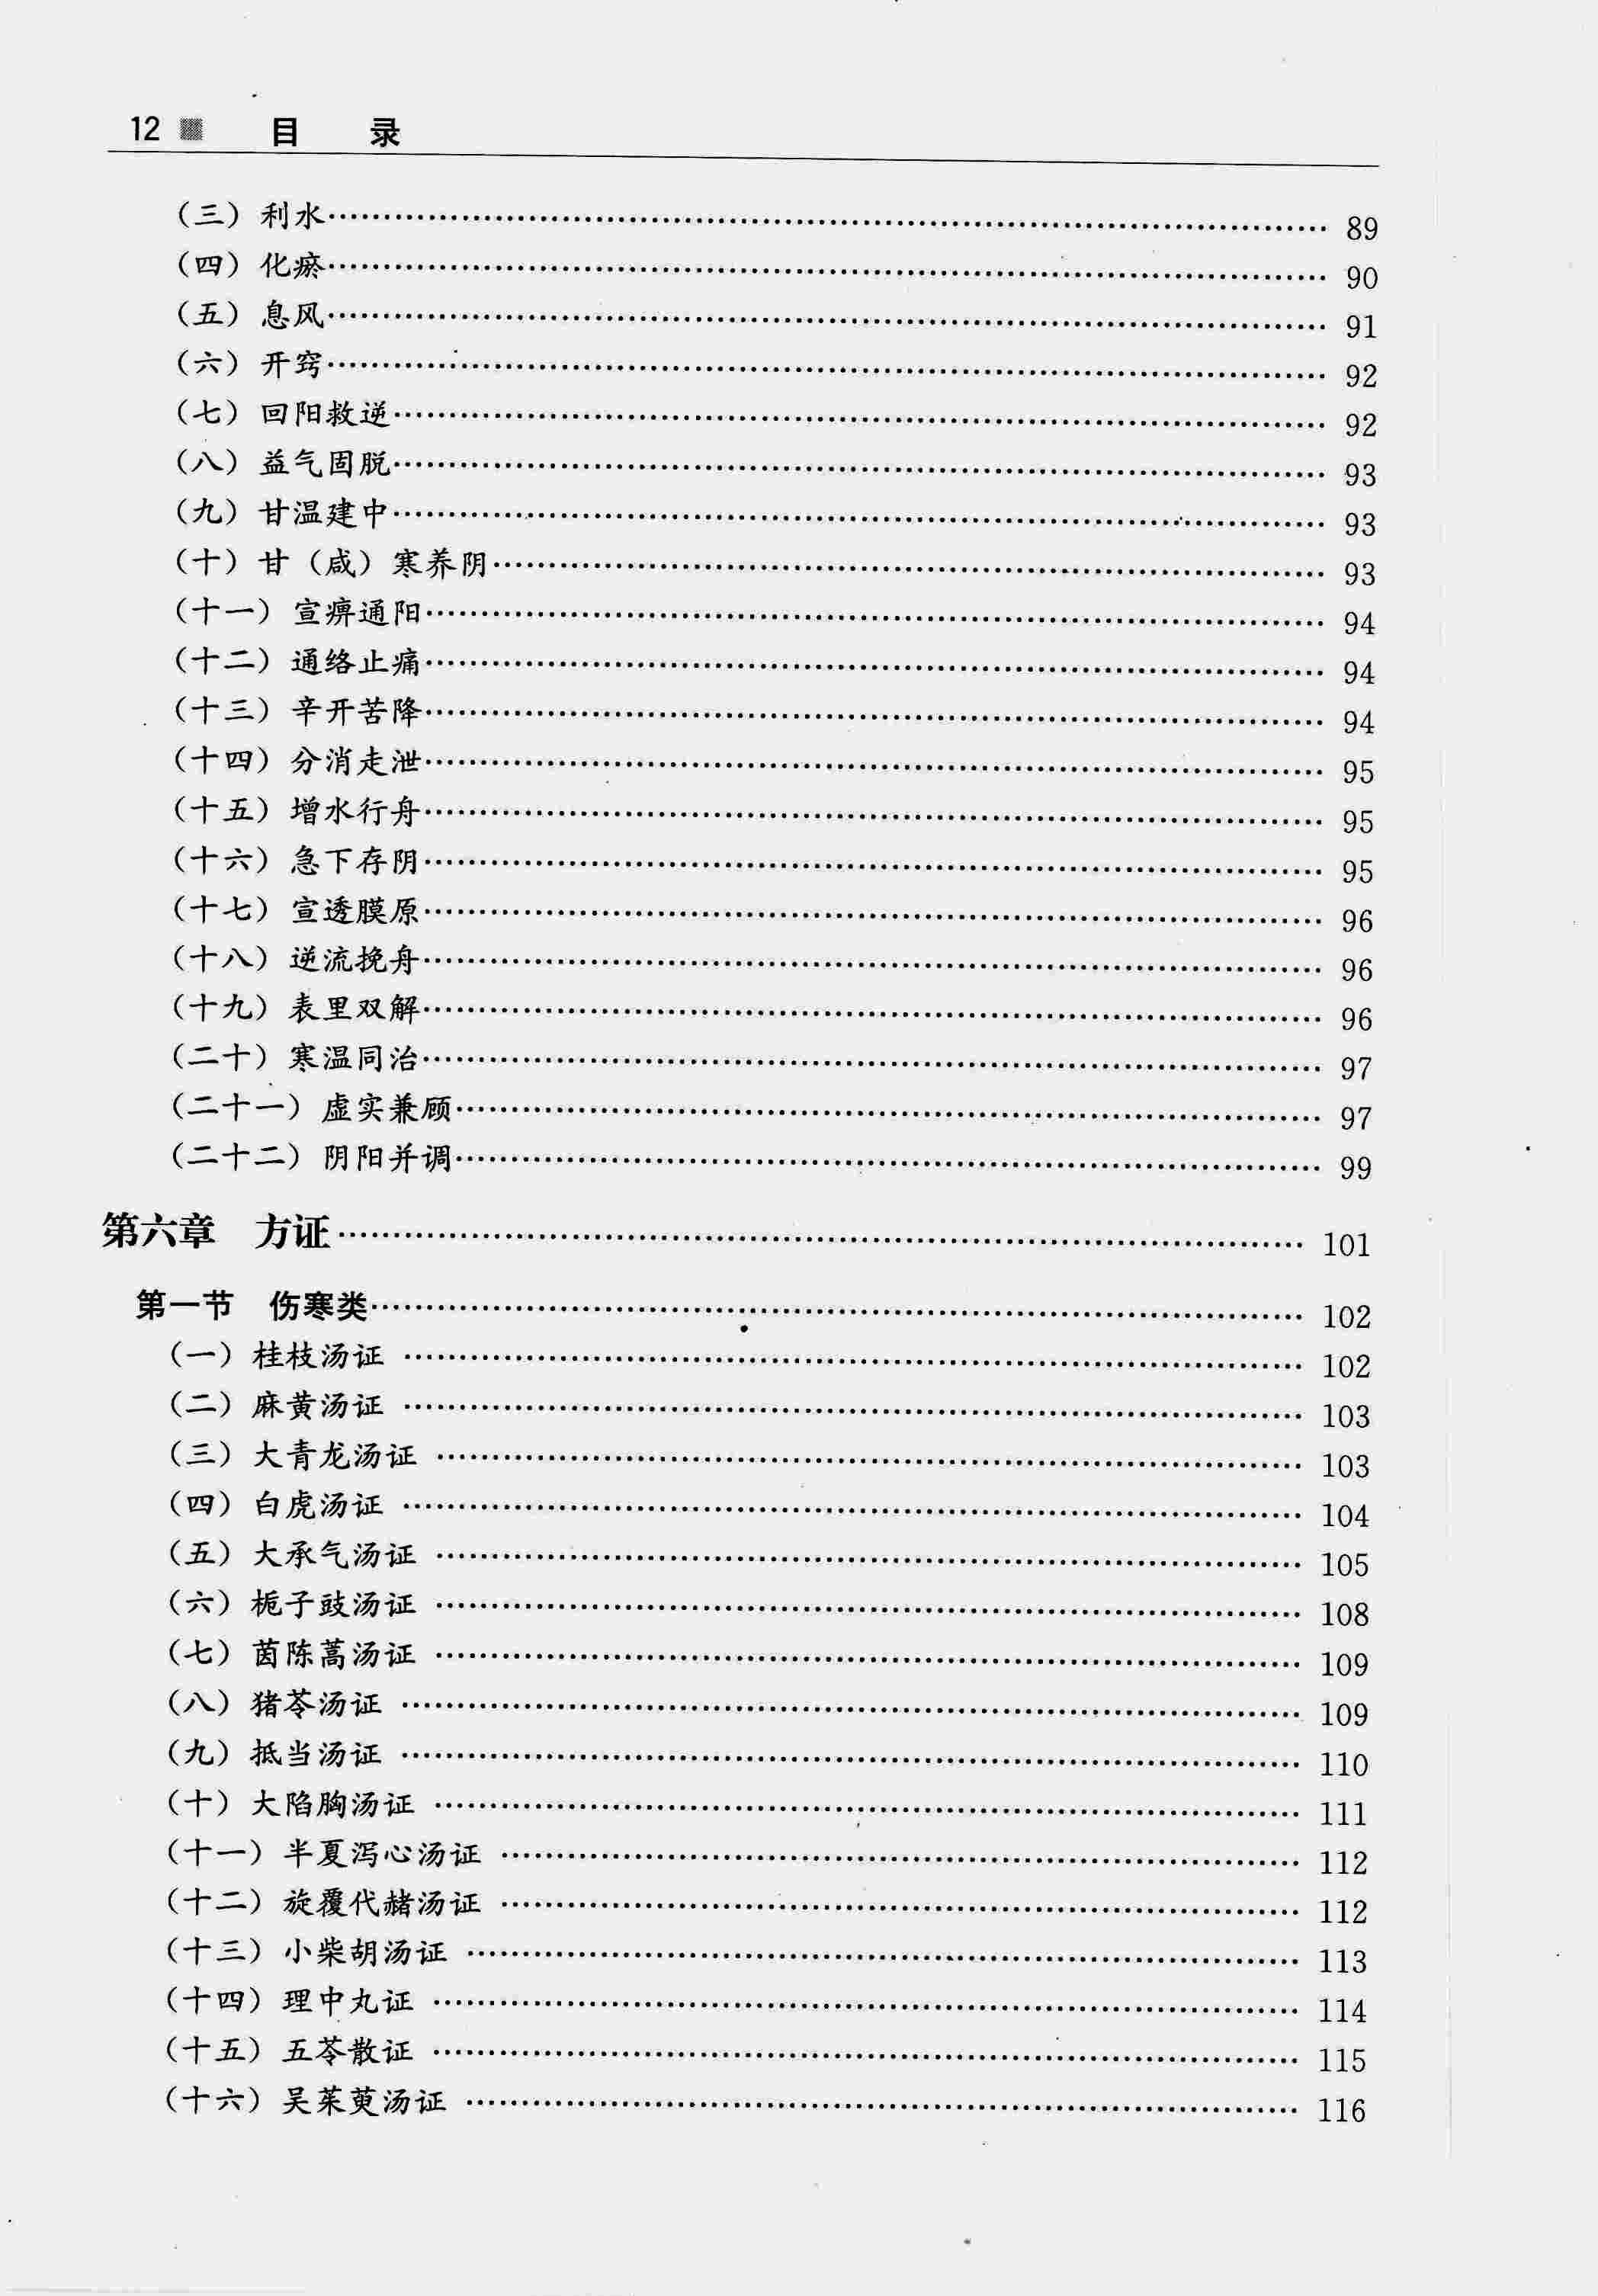 12 目 录
（三）利水…………………………………… 89
（四）化瘀…………………………………… 90
（五）息风…………………………………… 91
（六）开窍…………………………………… 92
（七）回阳救逆…………………………………… 92
（八）益气固脱…………………………………… 93
（九）甘温建中…………………………………… 93
（十）甘（咸）寒养阴…………………………………… 93
（十一）宣痹通阳…………………………………… 94
（十二）通络止痛…………………………………… 94
（十三）辛开苦降…………………………………… 94
（十四）分消走泄…………………………………… 95
（十五）增水行舟…………………………………… 95
（十六）急下存阴…………………………………… 95
（十七）宣透膜原…………………………………… 96
（十八）逆流挽舟…………………………………… 96
（十九）表里双解…………………………………… 96
（二十）寒温同治…………………………………… 97
（二十一）虚实兼顾…………………………………… 97
（二十二）阴阳并调…………………………………… 99
第六章 方证…………………………………… 101
第一节 伤寒类…………………………………… 102
（一）桂枝汤证 …………………………………… 102
（二）麻黄汤证 …………………………………… 103
（三）大青龙汤证 …………………………………… 103
（四）白虎汤证 …………………………………… 104
（五）大承气汤证 …………………………………… 105
（六）栀子豉汤证 …………………………………… 108
（七）茵陈蒿汤证 …………………………………… 109
（八）猪苓汤证 …………………………………… 109
（九）抵当汤证 …………………………………… 110
（十）大陷胸汤证 …………………………………… 111
（十一）半夏泻心汤证 …………………………………… 112
（十二）旋覆代赭汤证 …………………………………… 112
（十三）小柴胡汤证 …………………………………… 113
（十四）理中丸证 …………………………………… 114
（十五）五苓散证 …………………………………… 115
（十六）吴茱萸汤证 …………………………………… 116